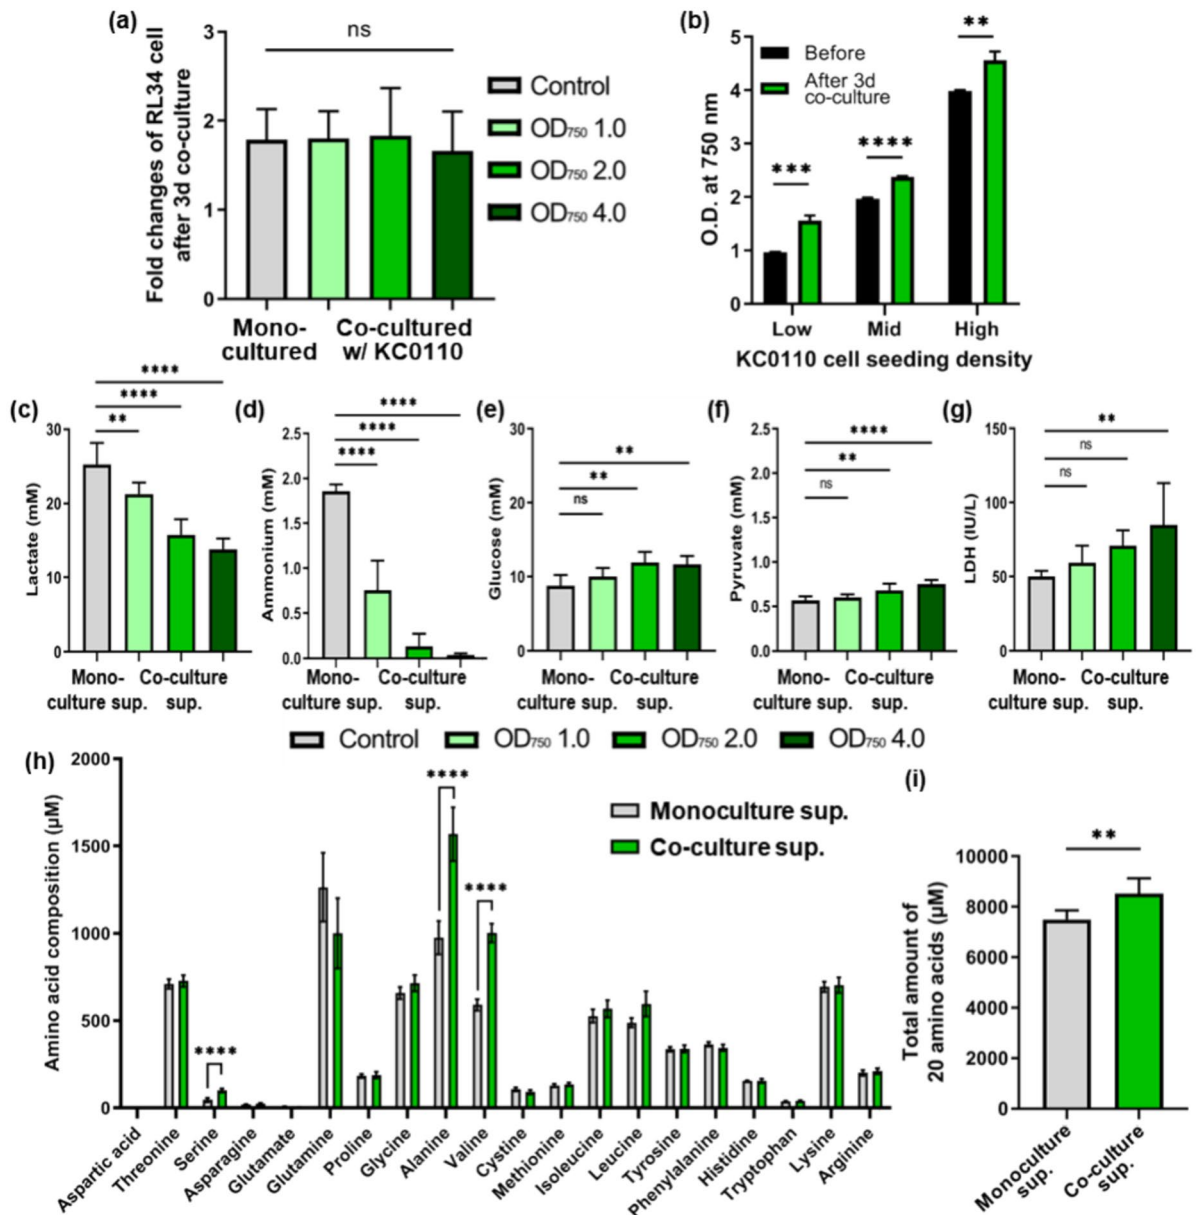 (a)
Fold changes of RL34 cell
after 3d co-culture
3
2
1
0
ns
Control
OD750 1.0
OD750 2.0
OD750 4.0
Mono-
cultured
Co-cultured
w/ KC0110
(b)
O.D. at 750 nm
5
4
3
2
1
0
Before
After 3d
co-culture
***
****
**
Low
Mid
High
KC0110 cell seeding density
(c)
Lactate (mM)
30
20
10
0
****
****
**
Mono-
culture sup.
Co-culture
sup.
(d)
Ammonium (mM)
2.5
2.0
1.5
1.0
0.5
0.0
****
****
****
Mono-
culture sup.
Co-culture
sup.
(e)
Glucose (mM)
30
20
10
0
**
**
ns
Mono-
culture sup.
Co-culture
sup.
(f)
Pyruvate (mM)
2.5
2.0
1.5
1.0
0.5
0.0
****
**
ns
Mono-
culture sup.
Co-culture
sup.
(g)
LDH (IU/L)
150
100
50
0
**
ns
ns
Mono-
culture sup.
Co-culture
sup.
Control
OD750 1.0
OD750 2.0
OD750 4.0
(h)
Amino acid composition (µM)
2000
1500
1000
500
0
****
****
****
Monoculture sup.
Co-culture sup.
Aspartic acid
Threonine
Serine
Asparagine
Glutamate
Glutamine
Proline
Glycine
Alanine
Valine
Cystine
Methionine
Isoleucine
Leucine
Tyrosine
Phenylalanine
Histidine
Tryptophan
Lysine
Arginine
(i)
Total amount of
20 amino acids (µM)
10000
8000
6000
4000
2000
0
**
Monoculture
sup.
Co-culture
sup.